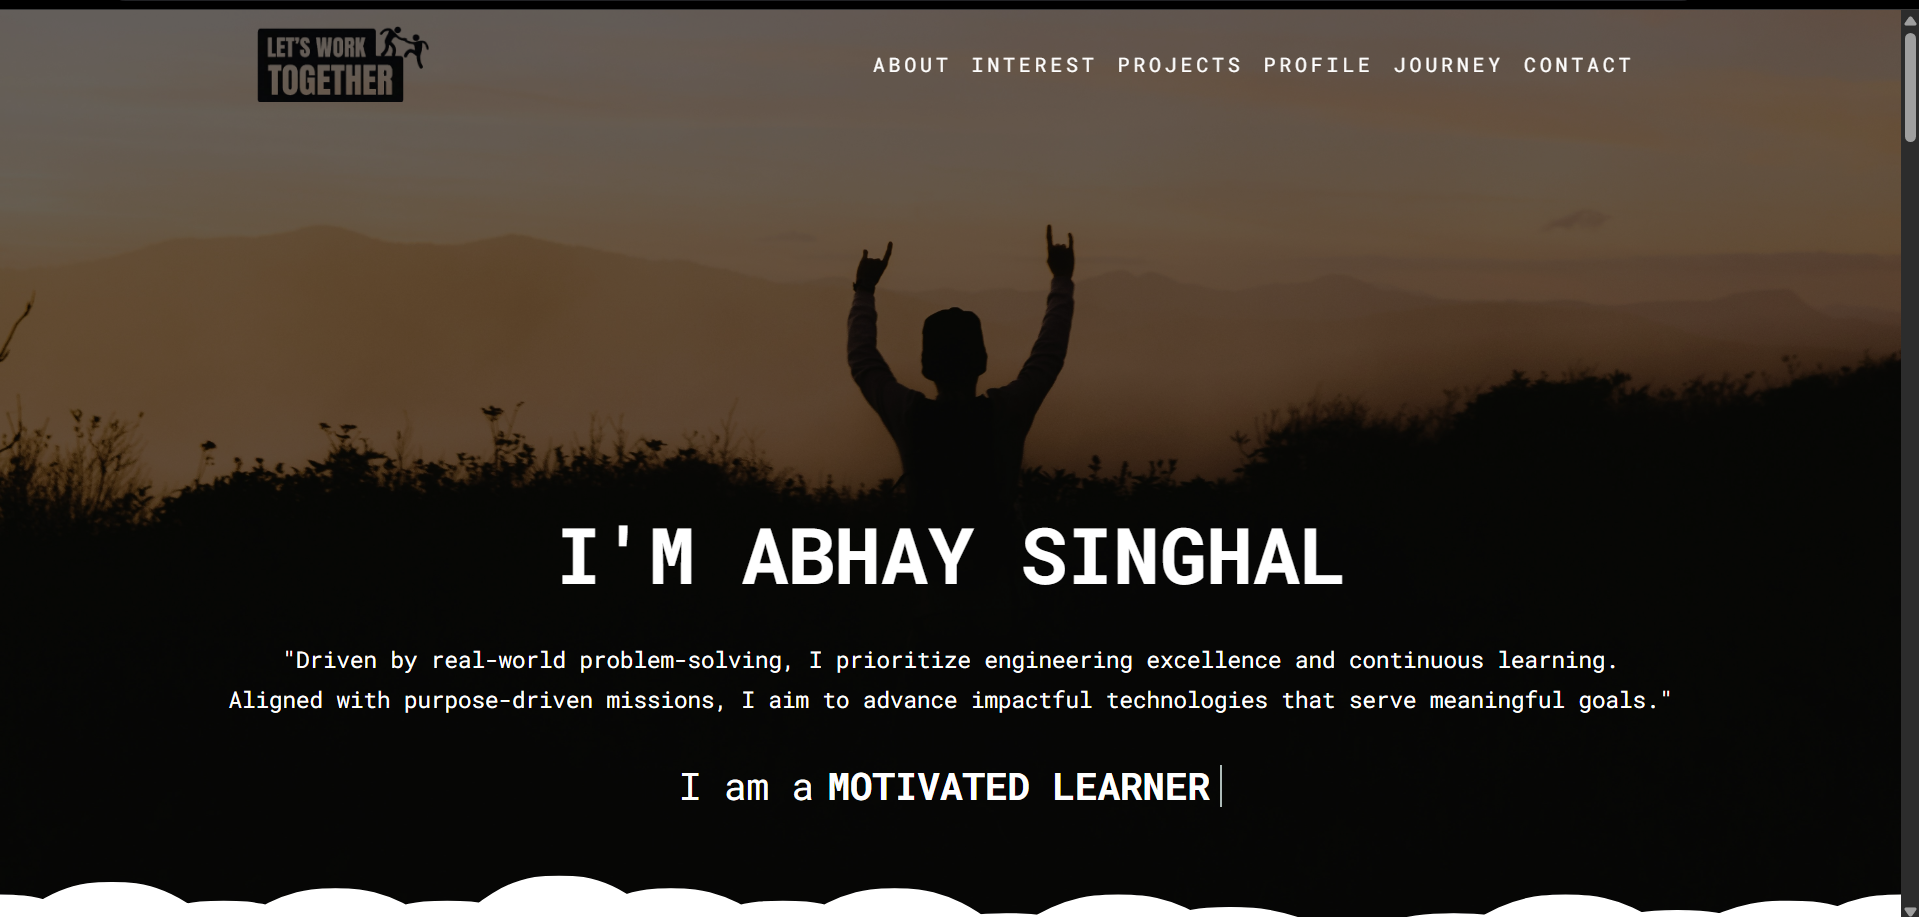 LET'S WORK
TOGETHER
ABOUT INTEREST PROJECTS PROFILE JOURNEY CONTACT
I'M ABHAY SINGHAL
"Driven by real-world problem-solving, I prioritize engineering excellence and continuous learning.
Aligned with purpose-driven missions, I aim to advance impactful technologies that serve meaningful goals."
I am a MOTIVATED LEARNER